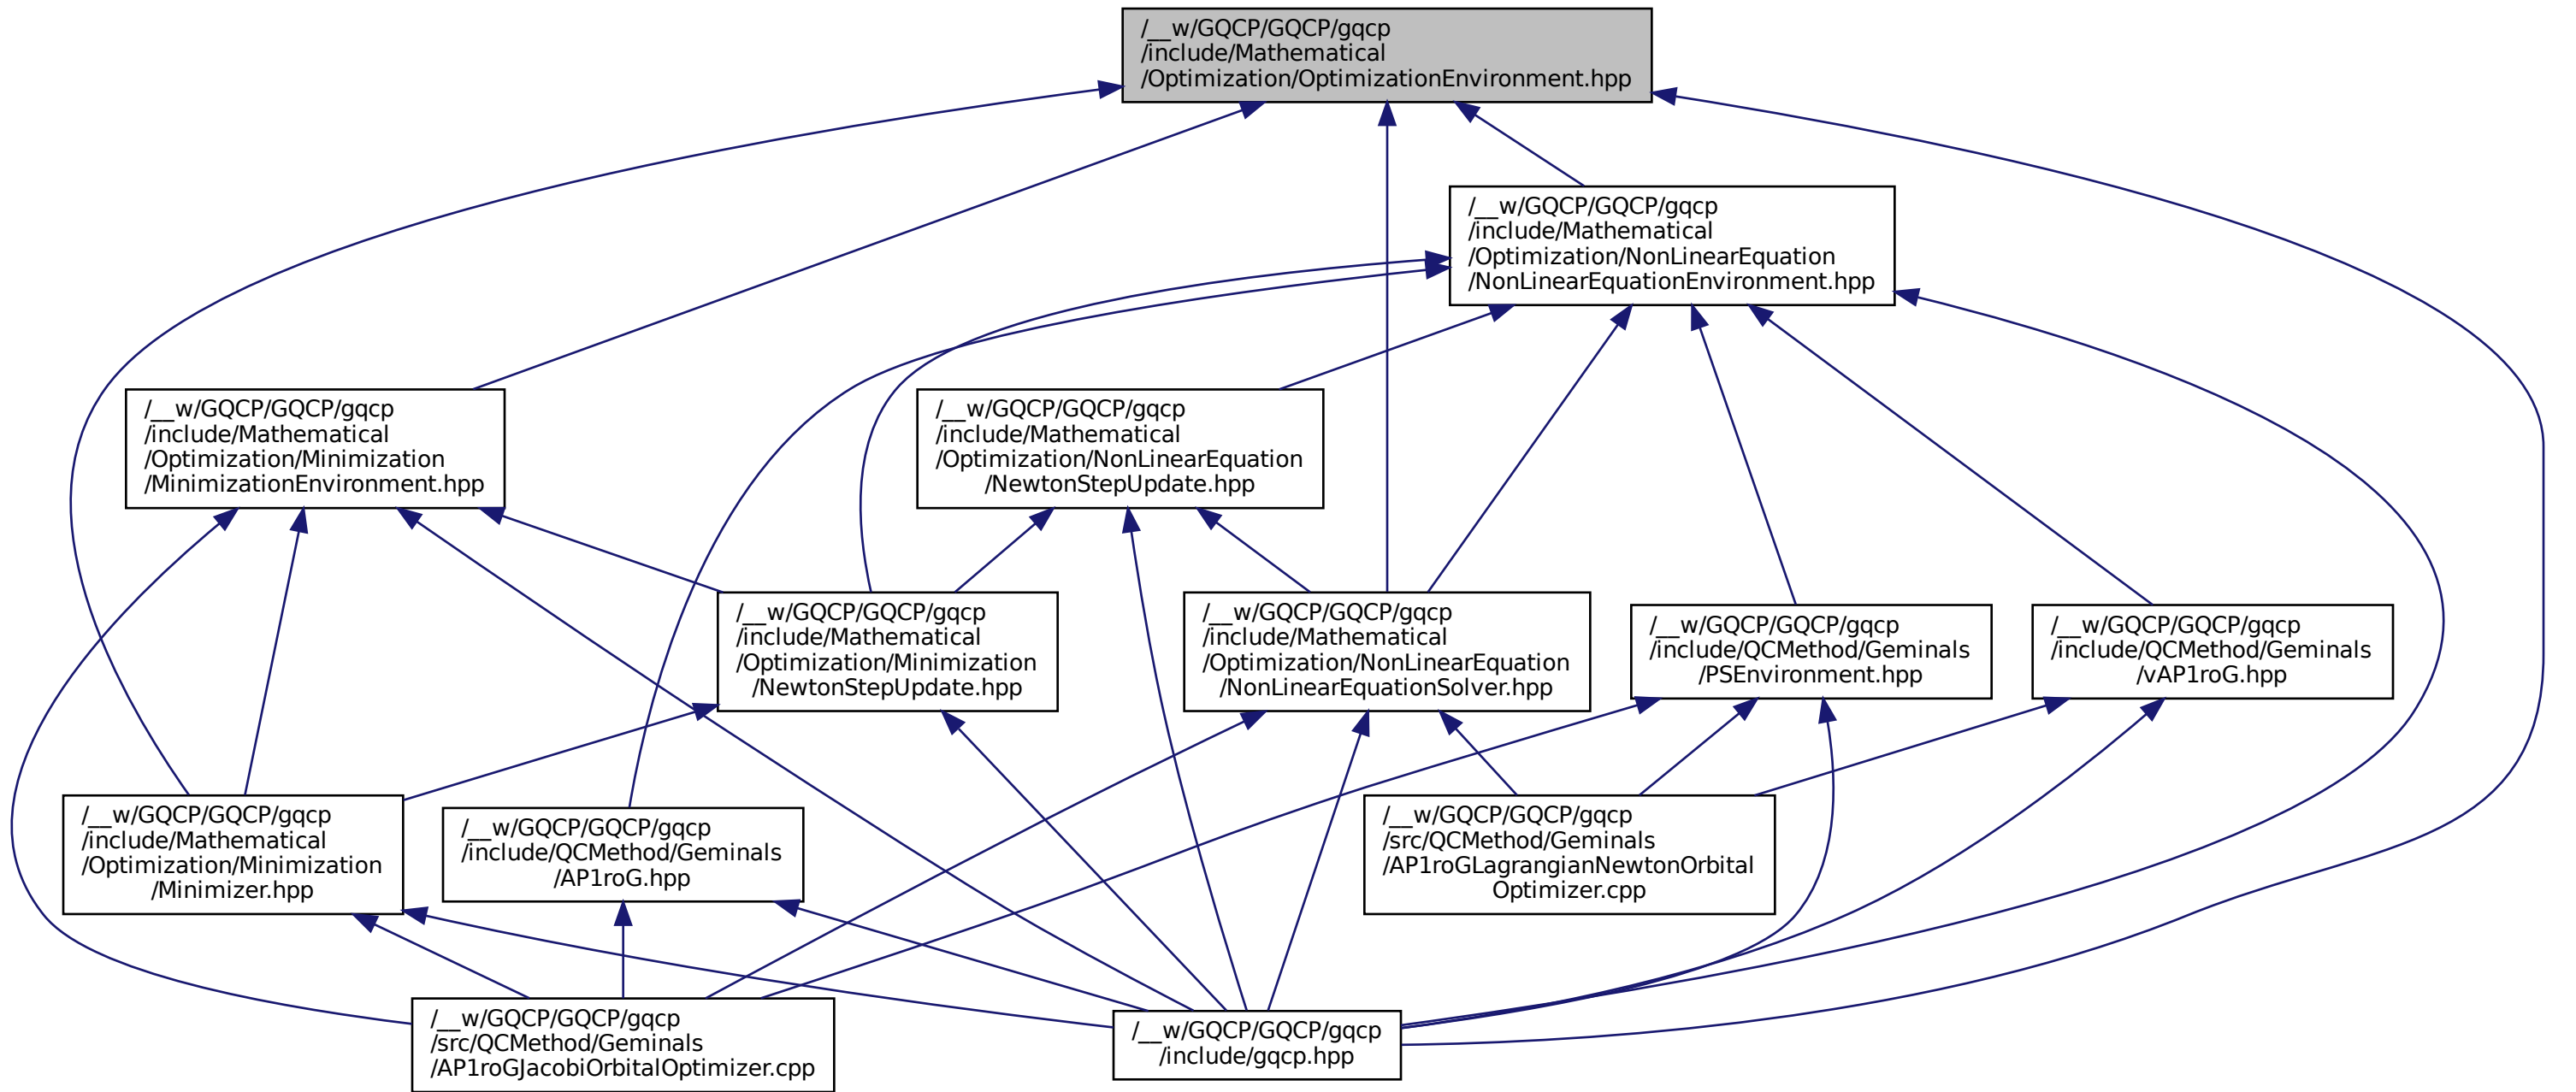 /__w/GQCP/GQCP/gqcp
/include/Mathematical
/Optimization/OptimizationEnvironment.hpp
/__w/GQCP/GQCP/gqcp
/include/Mathematical
/Optimization/NonLinearEquation
/NonLinearEquationEnvironment.hpp
/__w/GQCP/GQCP/gqcp
/include/Mathematical
/Optimization/Minimization
/MinimizationEnvironment.hpp
/__w/GQCP/GQCP/gqcp
/include/Mathematical
/Optimization/NonLinearEquation
/NewtonStepUpdate.hpp
/__w/GQCP/GQCP/gqcp
/include/Mathematical
/Optimization/Minimization
/NewtonStepUpdate.hpp
/__w/GQCP/GQCP/gqcp
/include/Mathematical
/Optimization/NonLinearEquation
/NonLinearEquationSolver.hpp
/__w/GQCP/GQCP/gqcp
/include/QCMethod/Geminals
/PSEnvironment.hpp
/__w/GQCP/GQCP/gqcp
/include/QCMethod/Geminals
/vAP1roG.hpp
/__w/GQCP/GQCP/gqcp
/include/Mathematical
/Optimization/Minimization
/Minimizer.hpp
/__w/GQCP/GQCP/gqcp
/include/QCMethod/Geminals
/AP1roG.hpp
/__w/GQCP/GQCP/gqcp
/src/QCMethod/Geminals
/AP1roGLagrangianNewtonOrbital
Optimizer.cpp
/__w/GQCP/GQCP/gqcp
/src/QCMethod/Geminals
/AP1roGJacobiOrbitalOptimizer.cpp
/__w/GQCP/GQCP/gqcp
/include/gqcp.hpp